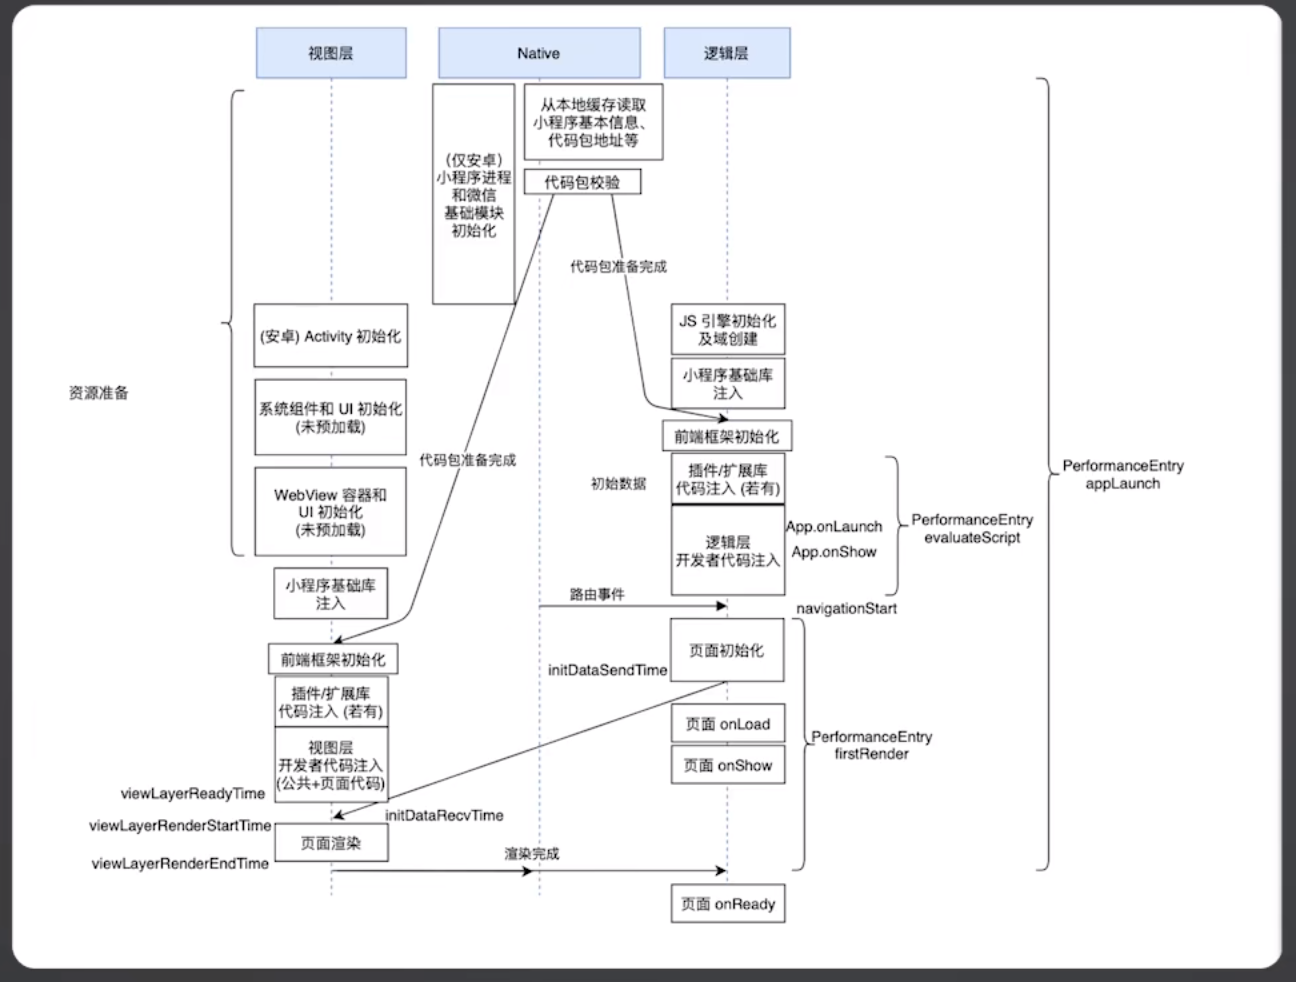 视图层
Native
逻辑层
从本地缓存读取
小程序基本信息、
代码包地址等
(仅安卓)
小程序进程
和微信
基础模块
初始化
代码包校验
代码包准备完成
(安卓) Activity 初始化
JS 引擎初始化
及域创建
小程序基础库
注入
资源准备
系统组件和 UI 初始化
(未预加载)
前端框架初始化
代码包准备完成
初始数据
插件/扩展库
代码注入 (若有)
PerformanceEntry
appLaunch
WebView 容器和
UI 初始化
(未预加载)
逻辑层
开发者代码注入
App.onLaunch
App.onShow
PerformanceEntry
evaluateScript
小程序基础库
注入
路由事件
navigationStart
前端框架初始化
页面初始化
initDataSendTime
插件/扩展库
代码注入 (若有)
页面 onLoad
页面 onShow
PerformanceEntry
firstRender
视图层
开发者代码注入
(公共+页面代码)
viewLayerReadyTime
initDataRecvTime
viewLayerRenderStartTime
页面渲染
viewLayerRenderEndTime
渲染完成
页面 onReady